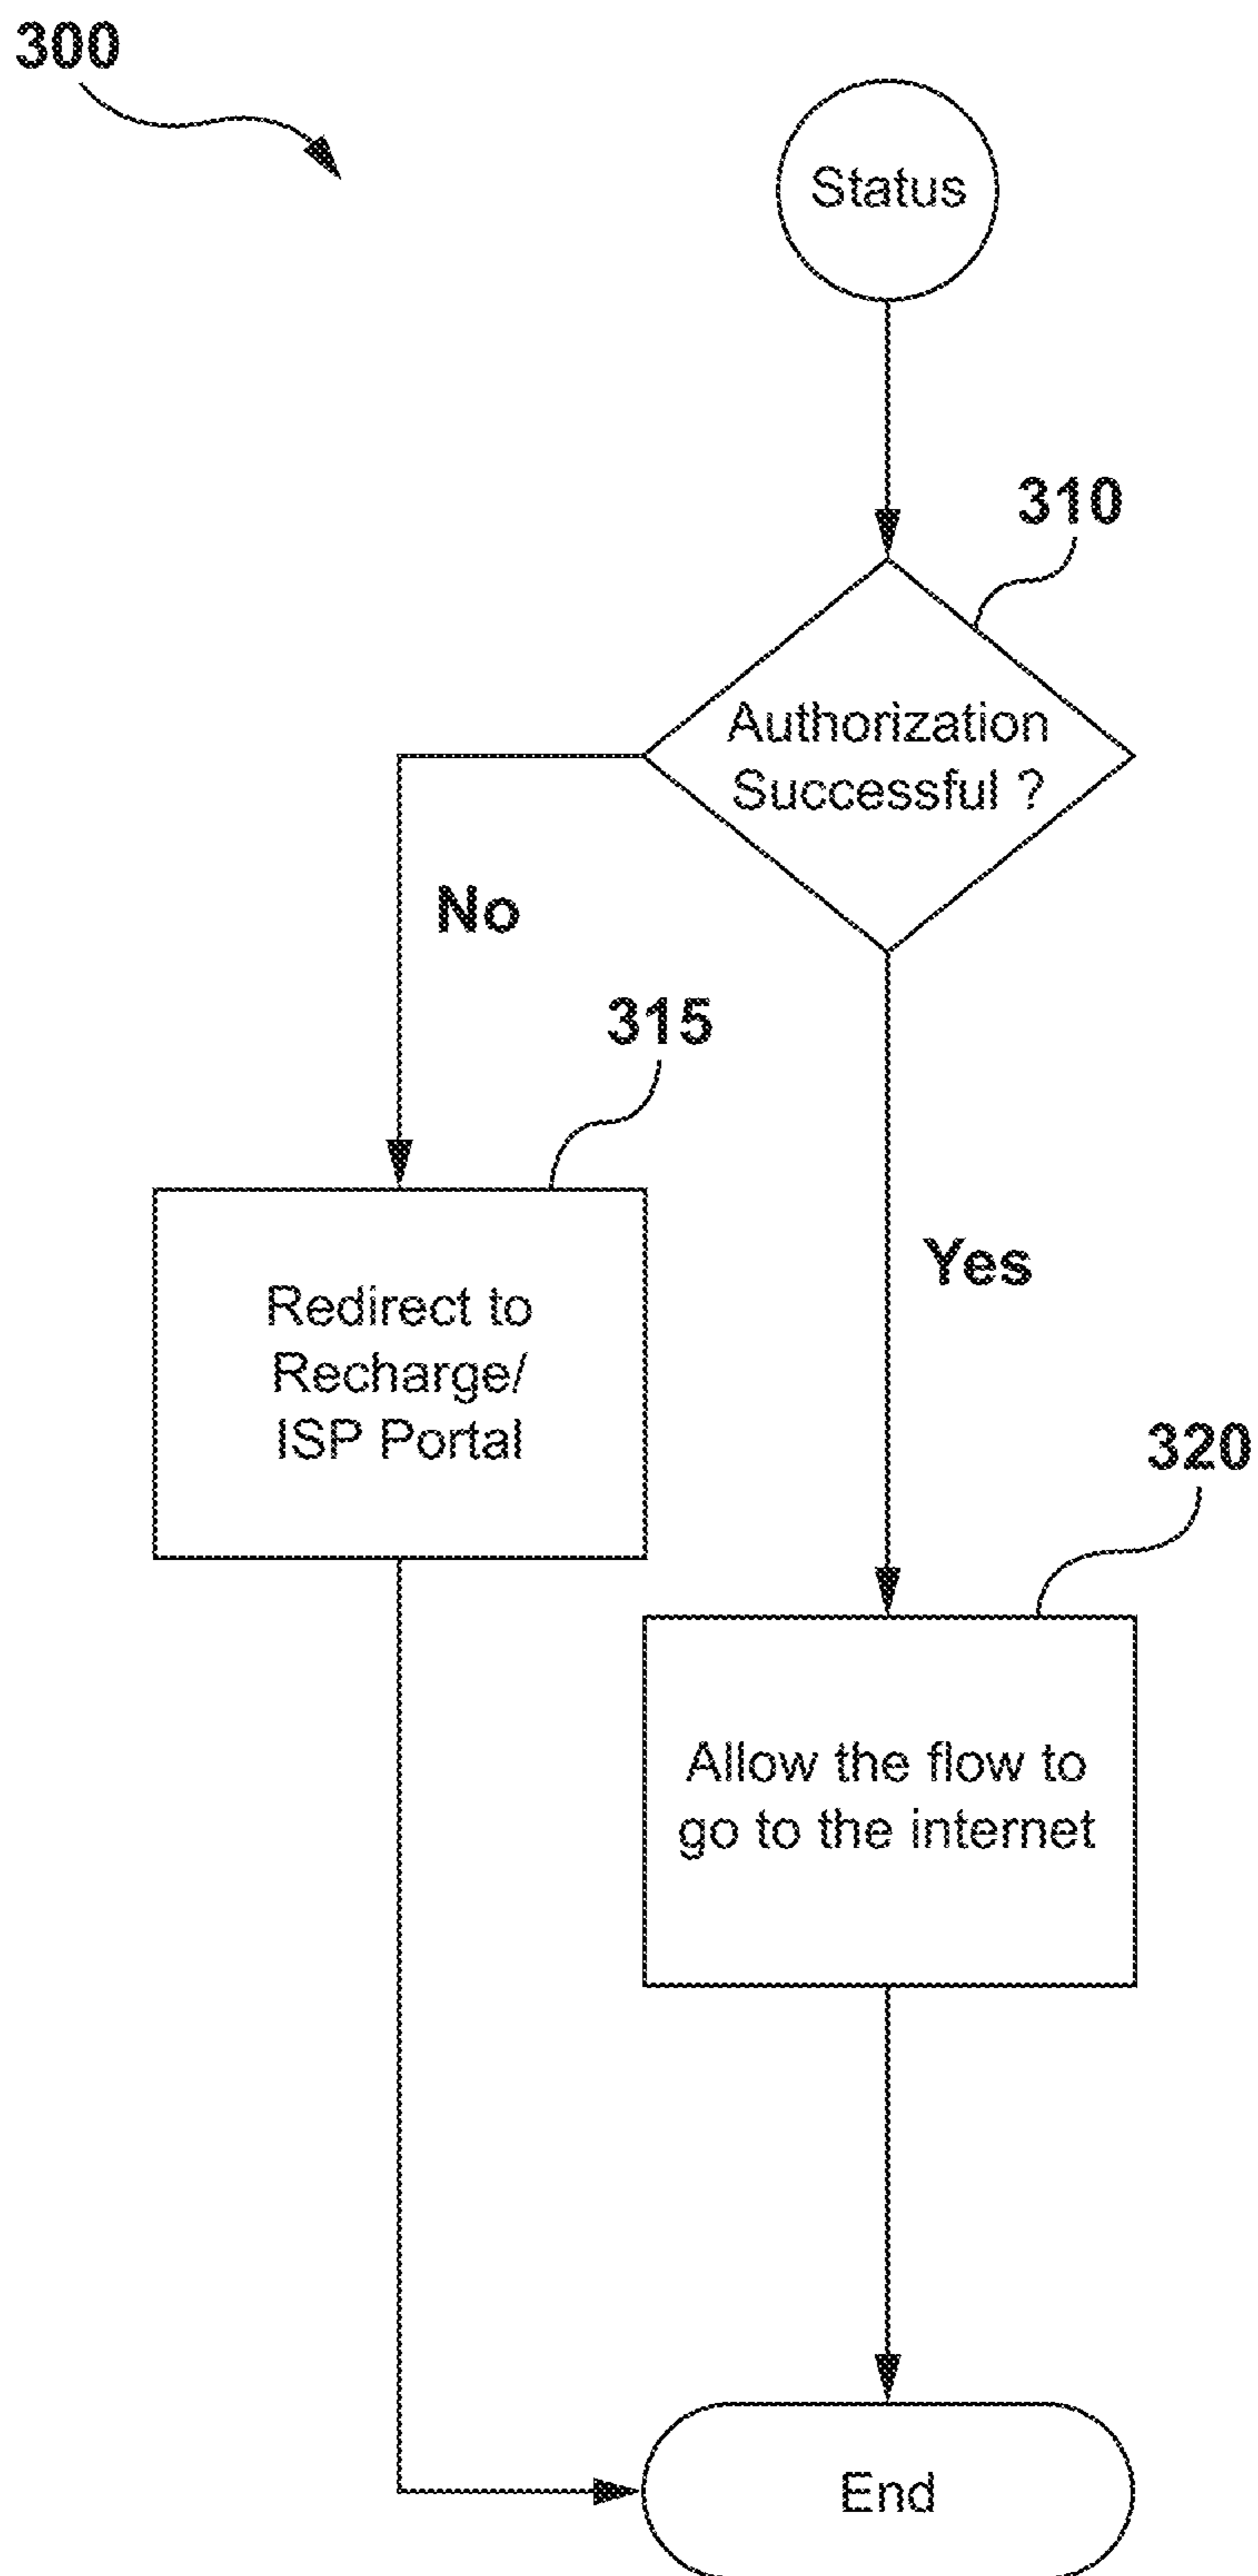 300
Status
310
Authorization
Successful ?
No
315
Redirect to
Recharge/
ISP Portal
Yes
320
Allow the flow to
go to the internet
End